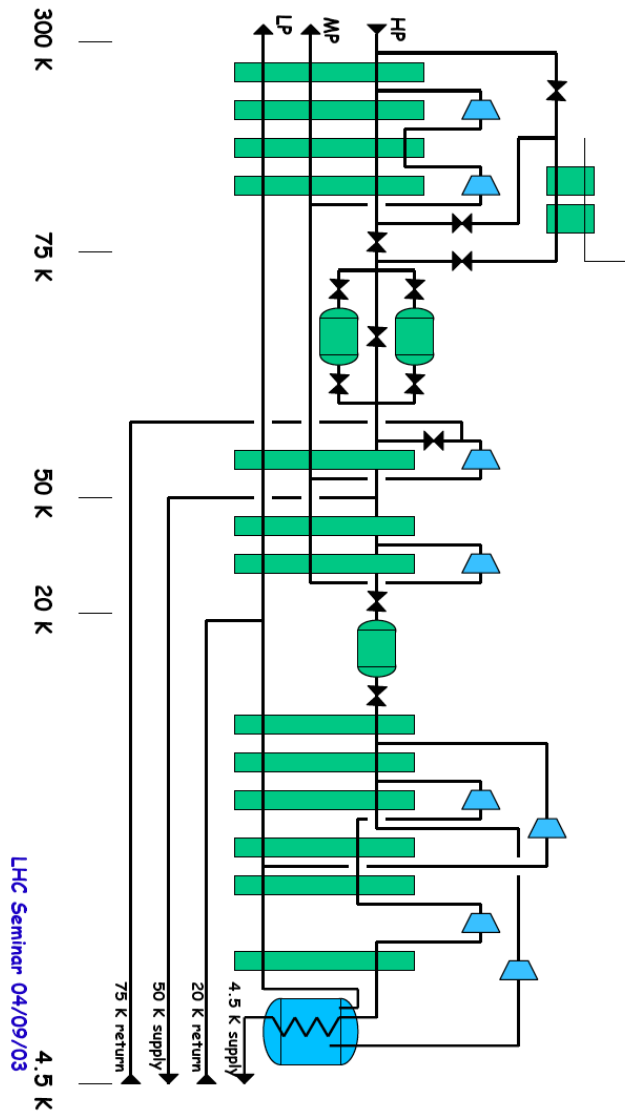 LP
MP
HP
300 K
75 K
50 K
20 K
4.5 K
75 K return
50 K supply
20 K return
4.5 K supply
LHC Seminar 04/09/03